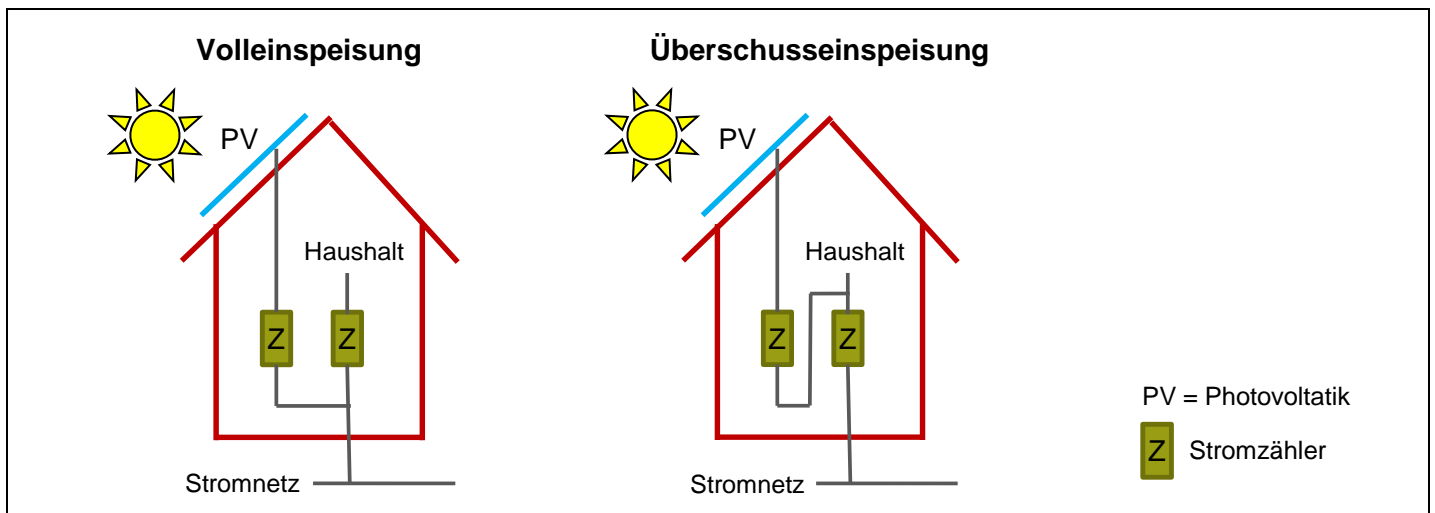 Volleinspeisung
PV
Haushalt
Z Z
Stromnetz
Überschusseinspeisung
PV
Haushalt
Z Z
Stromnetz
PV = Photovoltatik
Z Stromzähler